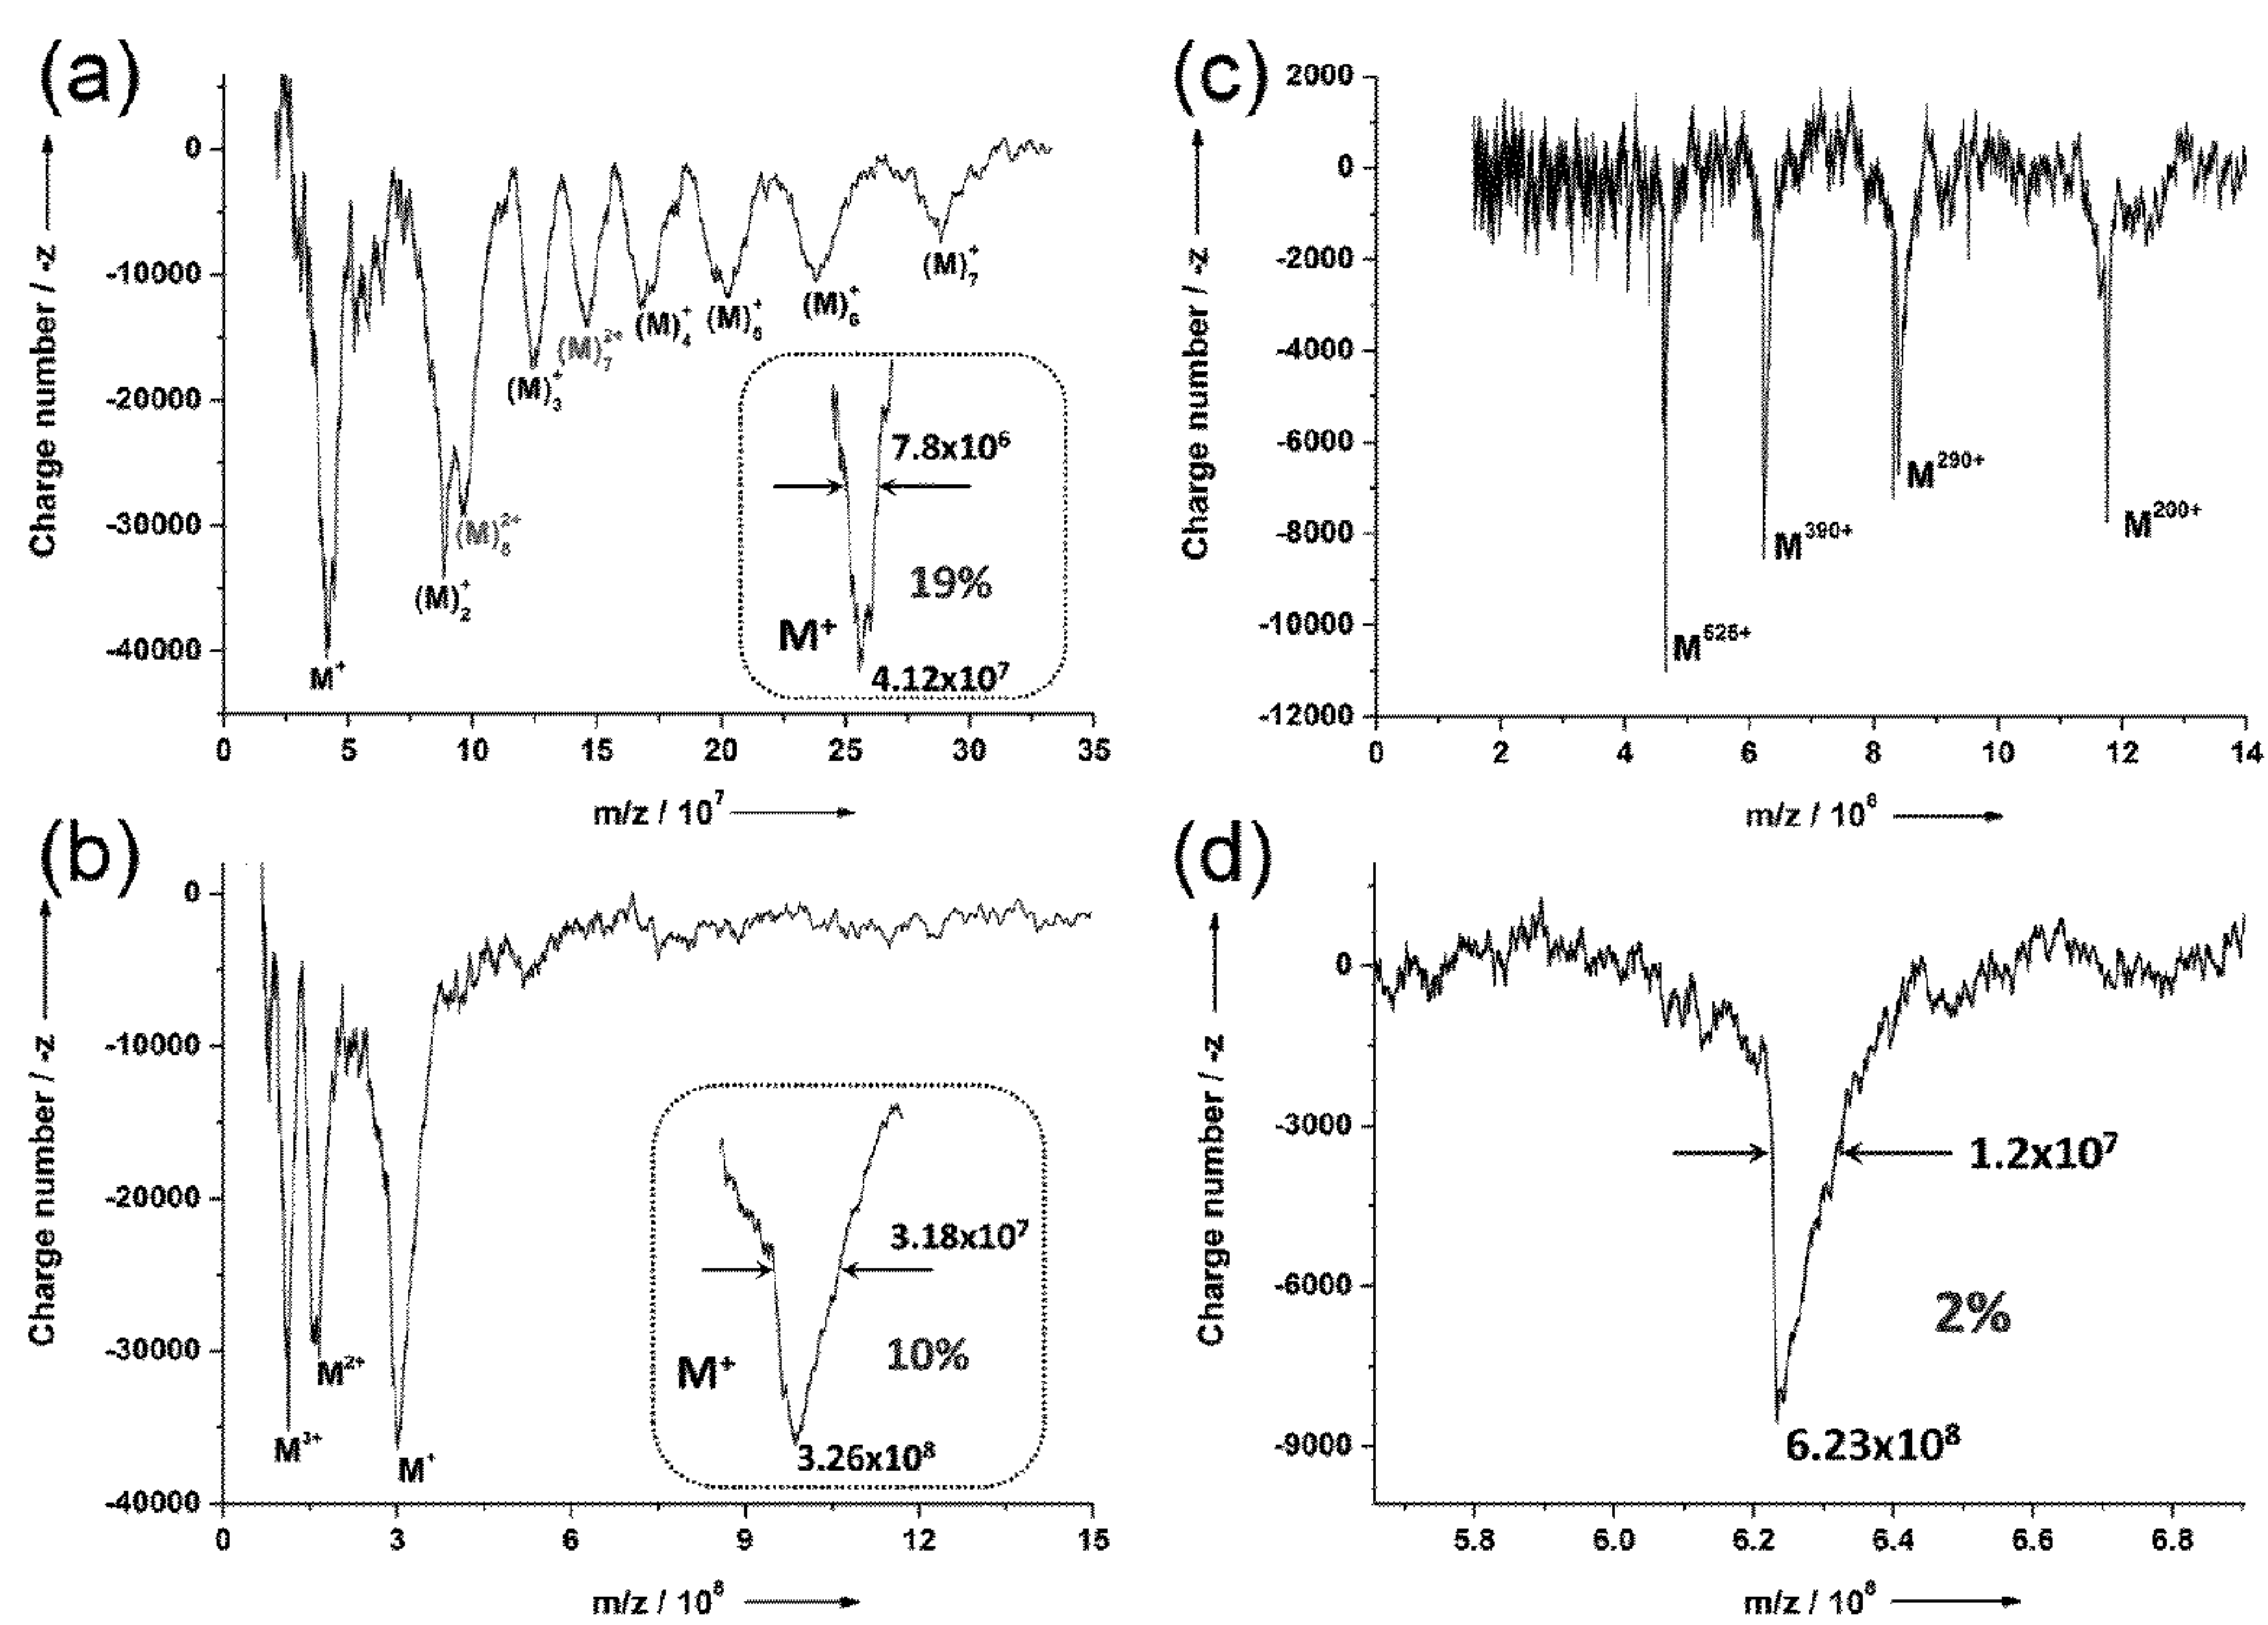 (a)
Charge number / -z
0
-10000
-20000
-30000
-40000
M⁺
(M)₂⁺
(M)₆²⁺
(M)₃⁺
(M)₇²⁺
(M)₄⁺
(M)₅⁺
(M)₆⁺
(M)₇⁺
7.8x10⁶
19%
M⁺
4.12x10⁷
0 5 10 15 20 25 30 35
m/z / 10⁷
(b)
Charge number / -z
0
-10000
-20000
-30000
-40000
M³⁺
M²⁺
M⁺
3.18x10⁷
10%
M⁺
3.26x10⁸
0 3 6 9 12 15
m/z / 10⁸
(c)
Charge number / -z
2000
0
-2000
-4000
-6000
-8000
-10000
-12000
M⁵²⁵⁺
M³⁹⁰⁺
M²⁹⁰⁺
M²⁰⁰⁺
0 2 4 6 8 10 12 14
m/z / 10⁸
(d)
Charge number / -z
0
-3000
-6000
-9000
1.2x10⁷
2%
6.23x10⁸
5.8 6.0 6.2 6.4 6.6 6.8
m/z / 10⁸